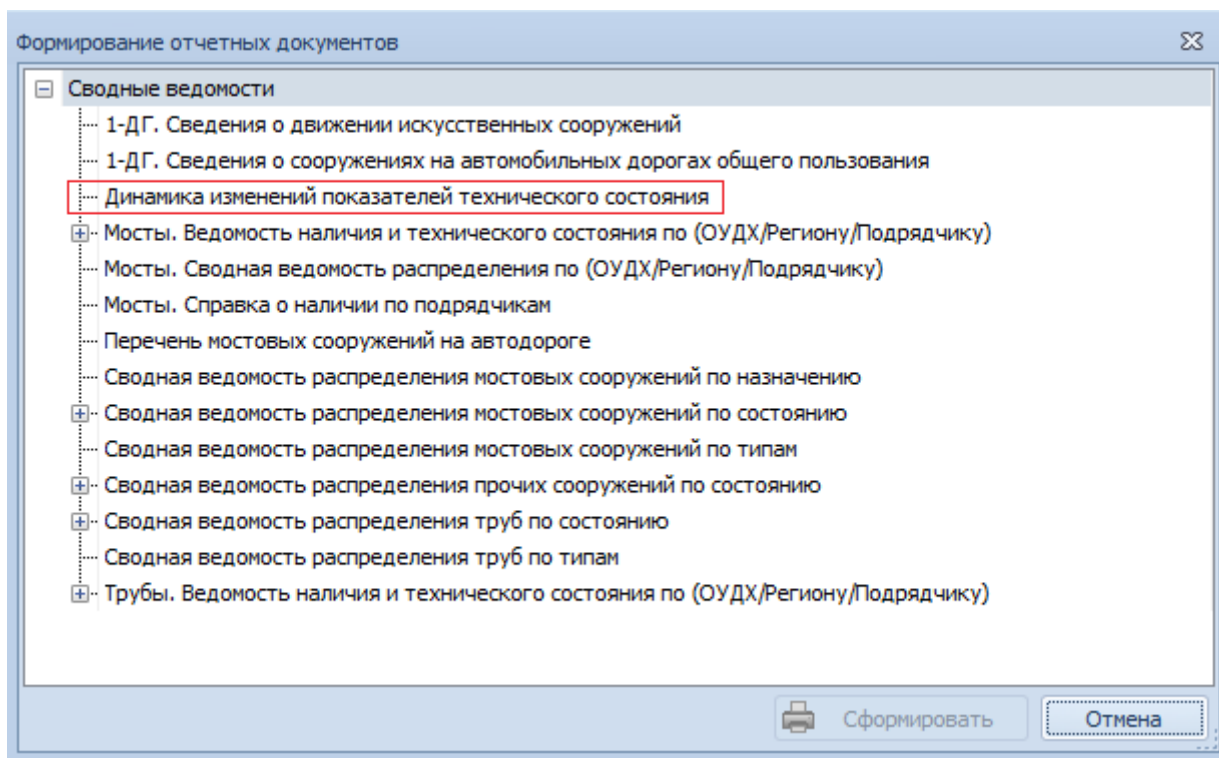 Формирование отчетных документов
Сводные ведомости
1-ДГ. Сведения о движении искусственных сооружений
1-ДГ. Сведения о сооружениях на автомобильных дорогах общего пользования
Динамика изменений показателей технического состояния
Мосты. Ведомость наличия и технического состояния по (ОУДХ/Региону/Подрядчику)
Мосты. Сводная ведомость распределения по (ОУДХ/Региону/Подрядчику)
Мосты. Справка о наличии по подрядчикам
Перечень мостовых сооружений на автодороге
Сводная ведомость распределения мостовых сооружений по назначению
Сводная ведомость распределения мостовых сооружений по состоянию
Сводная ведомость распределения мостовых сооружений по типам
Сводная ведомость распределения прочих сооружений по состоянию
Сводная ведомость распределения труб по состоянию
Сводная ведомость распределения труб по типам
Трубы. Ведомость наличия и технического состояния по (ОУДХ/Региону/Подрядчику)
Сформировать Отмена